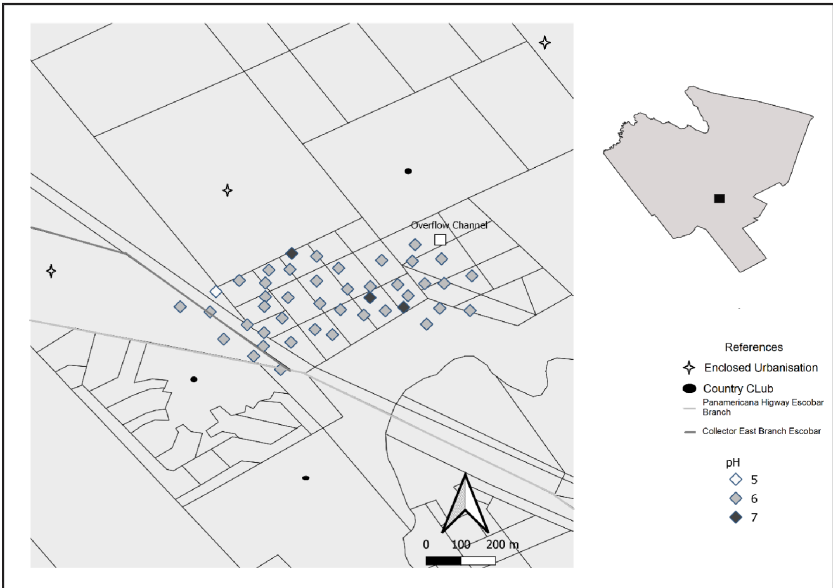 Overflow Channel
References
Enclosed Urbanisation
Country CLub
Panamericana Higway Escobar
Branch
Collector East Branch Escobar
pH
5
6
7
0 100 200 m